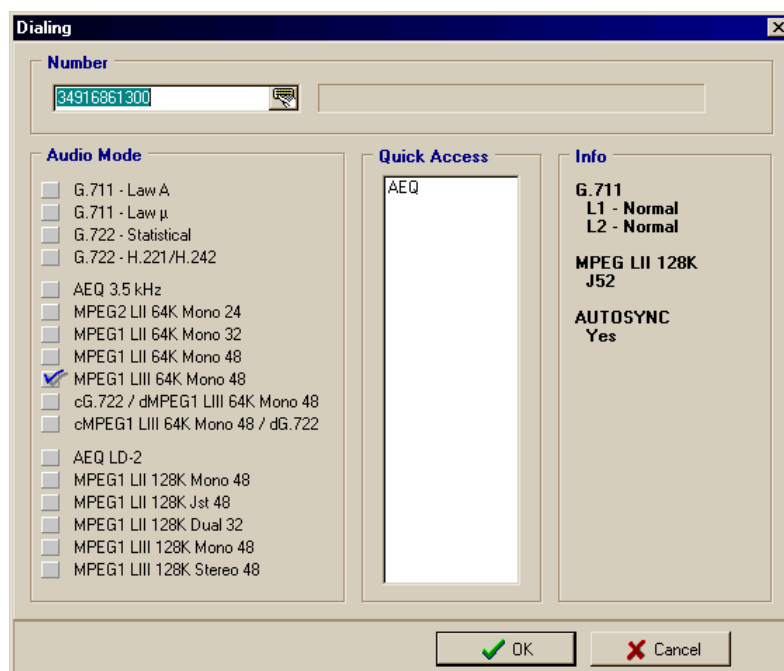 Dialing
Number
34916861300
Audio Mode
G.711 - Law A
G.711 - Law µ
G.722 - Statistical
G.722 - H.221/H.242
AEQ 3.5 kHz
MPEG2 LII 64K Mono 24
MPEG1 LII 64K Mono 32
MPEG1 LII 64K Mono 48
MPEG1 LIII 64K Mono 48
cG.722 / dMPEG1 LIII 64K Mono 48
cMPEG1 LIII 64K Mono 48 / dG.722
AEQ LD-2
MPEG1 LII 128K Mono 48
MPEG1 LII 128K Jst 48
MPEG1 LII 128K Dual 32
MPEG1 LIII 128K Mono 48
MPEG1 LIII 128K Stereo 48
Quick Access
AEQ
Info
G.711
L1 - Normal
L2 - Normal
MPEG LII 128K
J52
AUTOSYNC
Yes
OK
Cancel